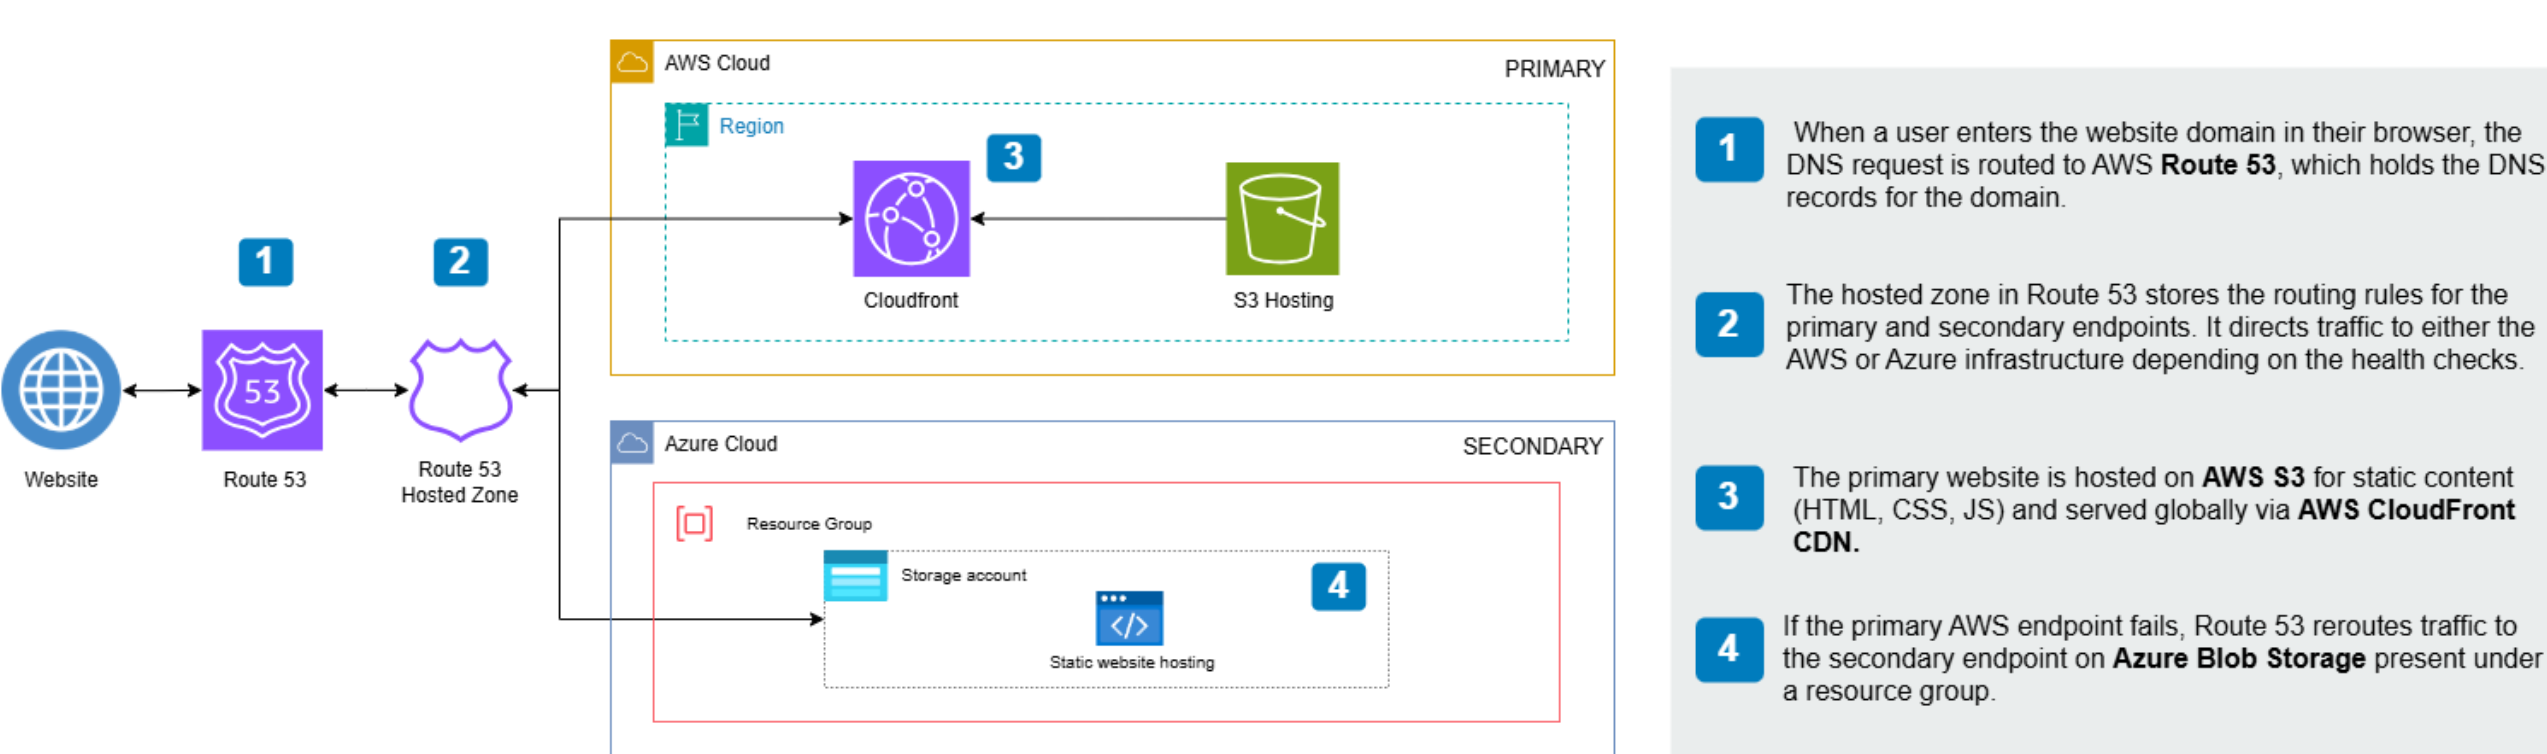 AWS Cloud
PRIMARY
Region
3
Cloudfront
S3 Hosting
1
2
53
Website
Route 53
Route 53
Hosted Zone
Azure Cloud
SECONDARY
Resource Group
Storage account
4
</>
Static website hosting
1
When a user enters the website domain in their browser, the
DNS request is routed to AWS Route 53, which holds the DNS
records for the domain.
2
The hosted zone in Route 53 stores the routing rules for the
primary and secondary endpoints. It directs traffic to either the
AWS or Azure infrastructure depending on the health checks.
3
The primary website is hosted on AWS S3 for static content
(HTML, CSS, JS) and served globally via AWS CloudFront
CDN.
4
If the primary AWS endpoint fails, Route 53 reroutes traffic to
the secondary endpoint on Azure Blob Storage present under
a resource group.